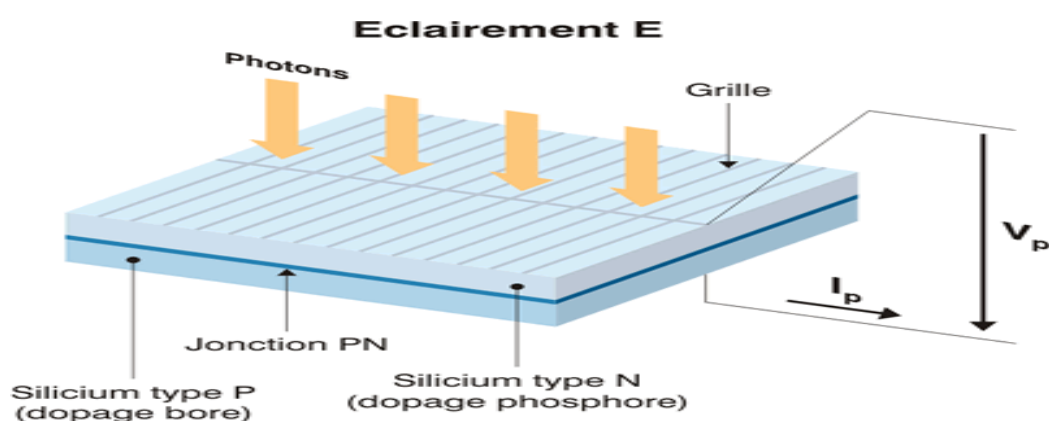 Eclairement E
Photons
Grille
Vp
Ip
Jonction PN
Silicium type P
(dopage bore)
Silicium type N
(dopage phosphore)